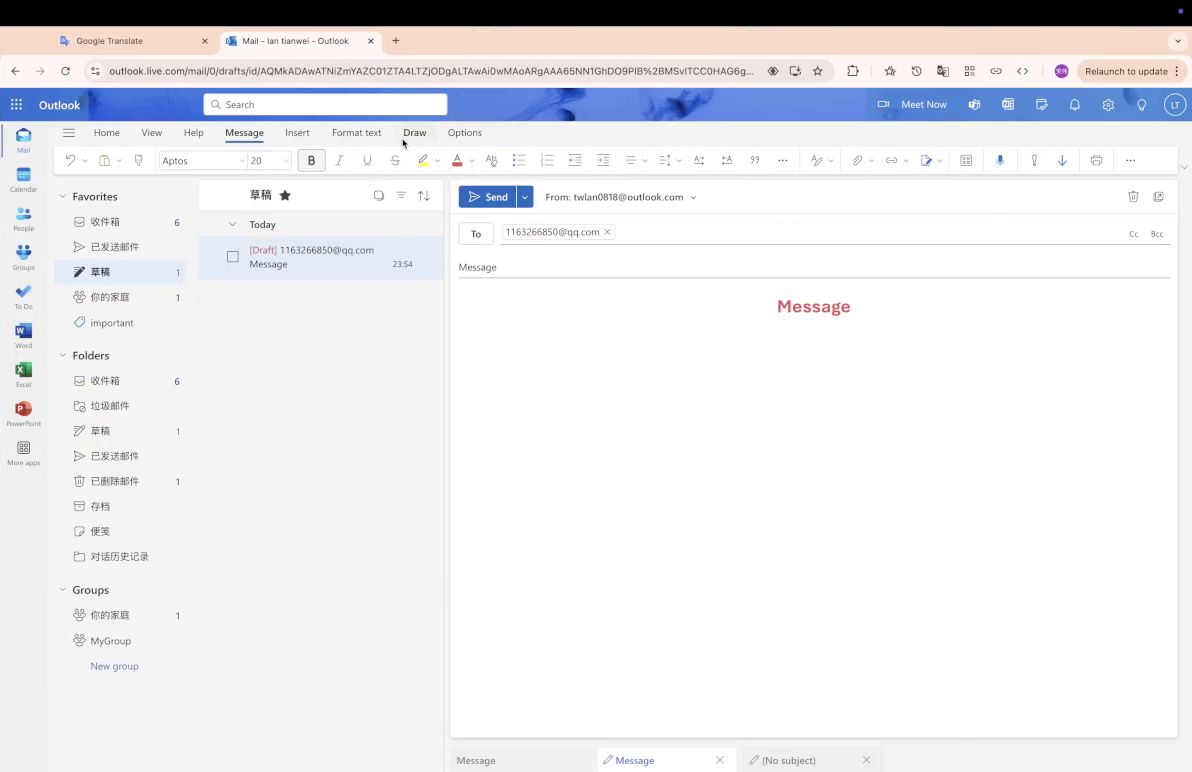 Google Translate
Mail - lan tianwei - Outlook
outlook.live.com/mail/0/drafts/id/AQMkADAwATNiZmYAZC01ZTA4LTZjODgALTAwAi0wMAoARgAAA65NN1GhDO9PIB%2BMSvITCC0HAG6g...
天伟
Relaunch to update
Outlook
Search
Meet Now
LT
Home
View
Help
Message
Insert
Format text
Draw
Options
Aptos
20
B
Mail
Calendar
People
Groups
To Do
Word
Excel
PowerPoint
More apps
Favorites
收件箱 6
已发送邮件
草稿 1
你的家庭 1
important
Folders
收件箱 6
垃圾邮件
草稿 1
已发送邮件
已删除邮件 1
存档
便笺
对话历史记录
Groups
你的家庭 1
MyGroup
New group
草稿
Today
[Draft] 1163266850@qq.com
Message 23:54
Send
From: twlan0818@outlook.com
To
1163266850@qq.com
Cc
Bcc
Message
Message
Message
Message
(No subject)